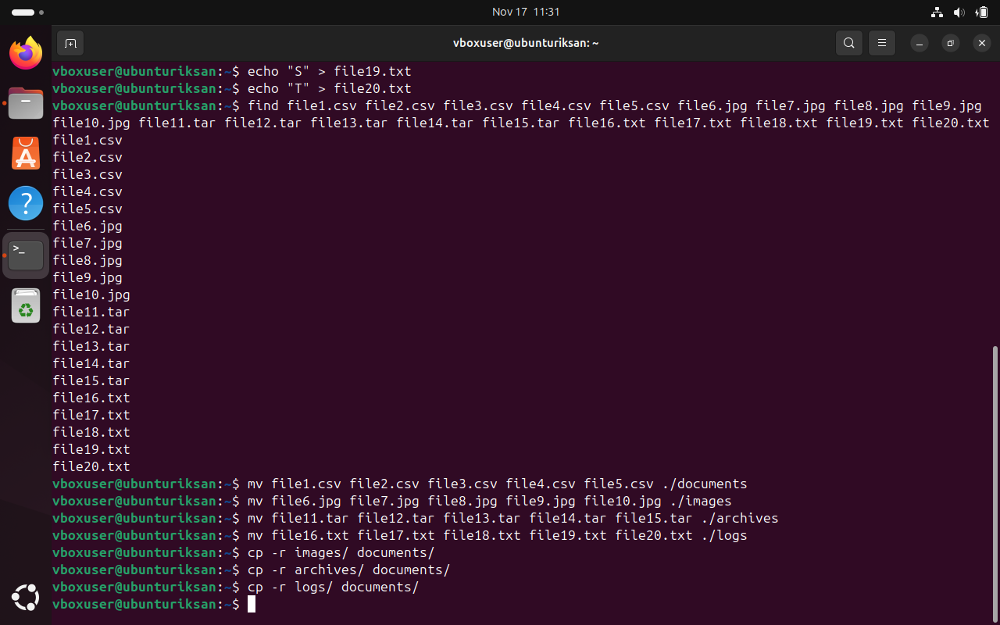 Nov 17 11:31
vboxuser@ubunturiksan: ~
vboxuser@ubunturiksan:~$ echo "S" > file19.txt
vboxuser@ubunturiksan:~$ echo "T" > file20.txt
vboxuser@ubunturiksan:~$ find file1.csv file2.csv file3.csv file4.csv file5.csv file6.jpg file7.jpg file8.jpg file9.jpg
file10.jpg file11.tar file12.tar file13.tar file14.tar file15.tar file16.txt file17.txt file18.txt file19.txt file20.txt
file1.csv
file2.csv
file3.csv
file4.csv
file5.csv
file6.jpg
file7.jpg
file8.jpg
file9.jpg
file10.jpg
file11.tar
file12.tar
file13.tar
file14.tar
file15.tar
file16.txt
file17.txt
file18.txt
file19.txt
file20.txt
vboxuser@ubunturiksan:~$ mv file1.csv file2.csv file3.csv file4.csv file5.csv ./documents
vboxuser@ubunturiksan:~$ mv file6.jpg file7.jpg file8.jpg file9.jpg file10.jpg ./images
vboxuser@ubunturiksan:~$ mv file11.tar file12.tar file13.tar file14.tar file15.tar ./archives
vboxuser@ubunturiksan:~$ mv file16.txt file17.txt file18.txt file19.txt file20.txt ./logs
vboxuser@ubunturiksan:~$ cp -r images/ documents/
vboxuser@ubunturiksan:~$ cp -r archives/ documents/
vboxuser@ubunturiksan:~$ cp -r logs/ documents/
vboxuser@ubunturiksan:~$